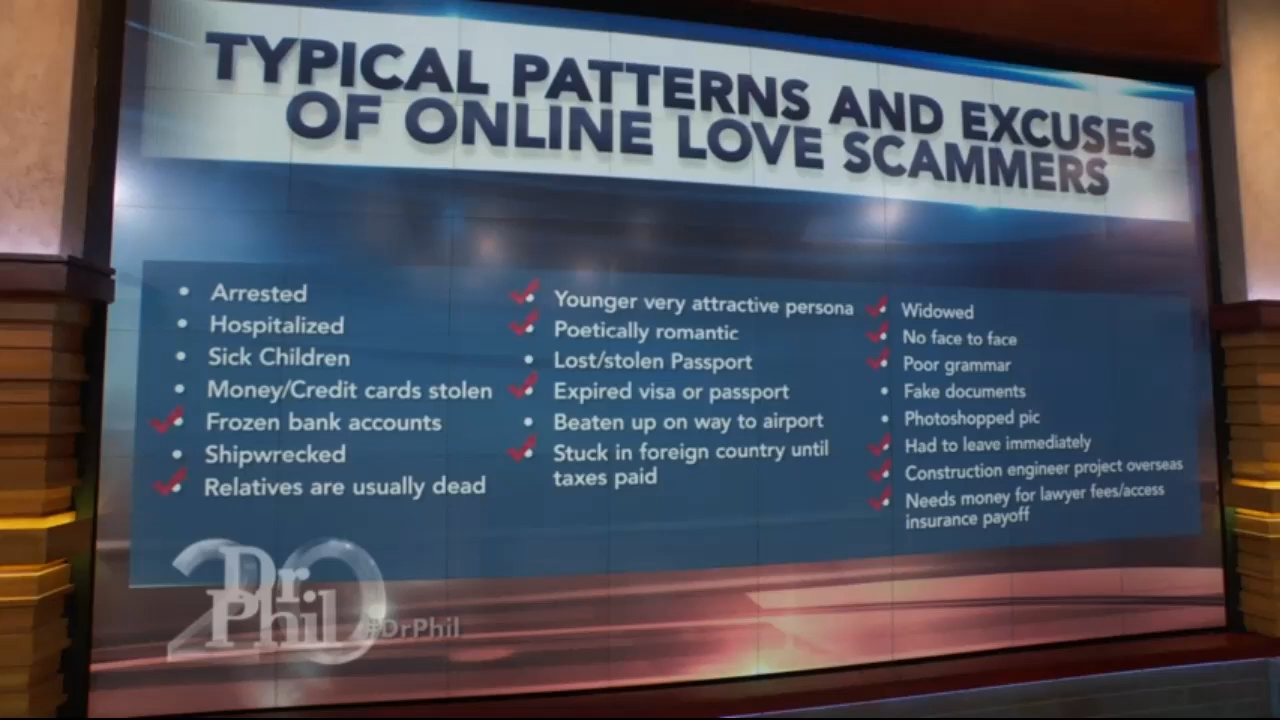 TYPICAL PATTERNS AND EXCUSES
OF ONLINE LOVE SCAMMERS
Arrested
Hospitalized
Sick Children
Money/Credit cards stolen
Frozen bank accounts
Shipwrecked
Relatives are usually dead
Younger very attractive persona
Poetically romantic
Lost/stolen Passport
Expired visa or passport
Beaten up on way to airport
Stuck in foreign country until
taxes paid
Widowed
No face to face
Poor grammar
Fake documents
Photoshopped pic
Had to leave immediately
Construction engineer project overseas
Needs money for lawyer fees/access
insurance payoff
20
Dr.
Phil
#DrPhil